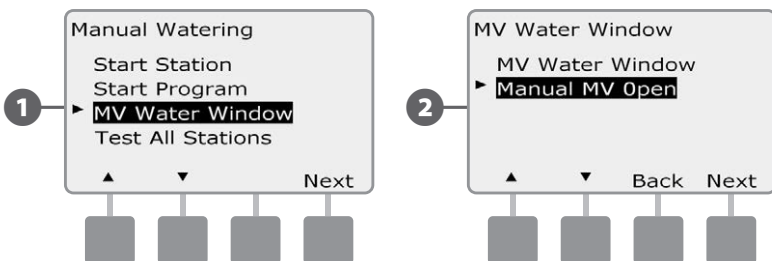 1
Manual Watering
Start Station
Start Program
► MV Water Window
Test All Stations
▲ ▼ Next
2
MV Water Window
MV Water Window
► Manual MV Open
▲ ▼ Back Next